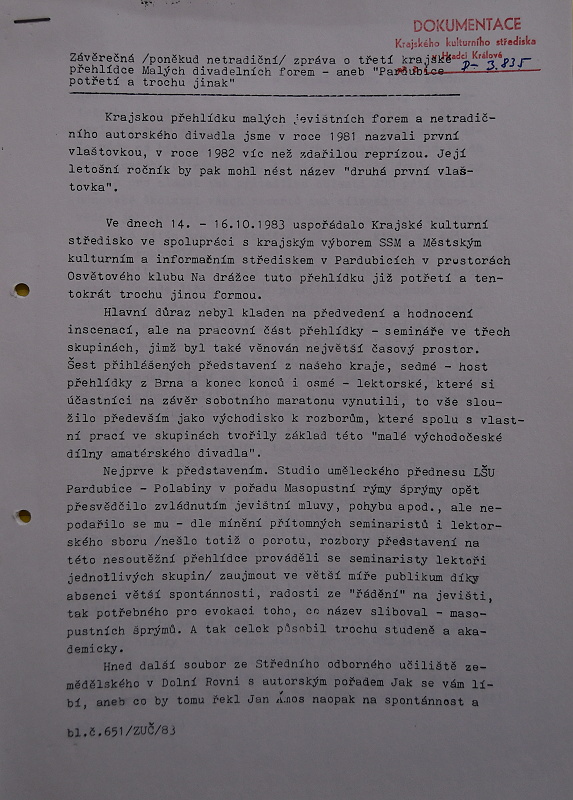 DOKUMENTACE
Krajského kulturního střediska
Hradci Králové
D- 3.835
Závěrečná /poněkud netradiční/ zpráva o třetí krajské
přehlídce Malých divadelních forem - aneb "Pardubice
potřetí a trochu jinak"
Krajskou přehlídku malých jevištních forem a netradič-
ního autorského divadla jsme v roce 1981 nazvali první
vlaštovkou, v roce 1982 víc než zdařilou reprízou. Její
letošní ročník by pak mohl nést název "druhá první vlaš-
tovka".
Ve dnech 14. - 16.10.1983 uspořádalo Krajské kulturní
středisko ve spolupráci s krajským výborem SSM a Městským
kulturním a informačním střediskem v Pardubicích v prostorách
Osvětového klubu Na drážce tuto přehlídku již potřetí a ten-
tokrát trochu jinou formou.
Hlavní důraz nebyl kladen na předvedení a hodnocení
inscenací, ale na pracovní část přehlídky - semináře ve třech
skupinách, jimž byl také věnován největší časový prostor.
Šest přihlášených představení z našeho kraje, sedmé - host
přehlídky z Brna a konec konců i osmé - lektorské, které si
účastníci na závěr sobotního maratonu vynutili, to vše slou-
žilo především jako východisko k rozborům, které spolu s vlast-
ní prací ve skupinách tvořily základ této "malé východočeské
dílny amatérského divadla".
Nejprve k představením. Studio uměleckého přednesu LŠU
Pardubice - Polabiny v pořadu Masopustní rýmy šprýmy opět
přesvědčilo zvládnutím jevištní mluvy, pohybu apod., ale ne-
podařilo se mu - dle mínění přítomných seminaristů i lektor-
ského sboru /nešlo totiž o porotu, rozbory představení na
této nesoutěžní přehlídce prováděli se seminaristy lektoři
jednotlivých skupin/ zaujmout ve větší míře publikum díky
absenci větší spontánnosti, radosti ze "řádění" na jevišti,
tak potřebného pro evokaci toho, co název sliboval - maso-
pustních šprýmů. A tak celok působil trochu studeně a aka-
demicky.
Hned další soubor ze Středního odborného učiliště ze-
mědělského v Dolní Rovni s autorským pořadem Jak se vám lí-
bí, aneb co by tomu řekl Jan Ámos naopak na spontánnost a
bl.č.651/ZUČ/83